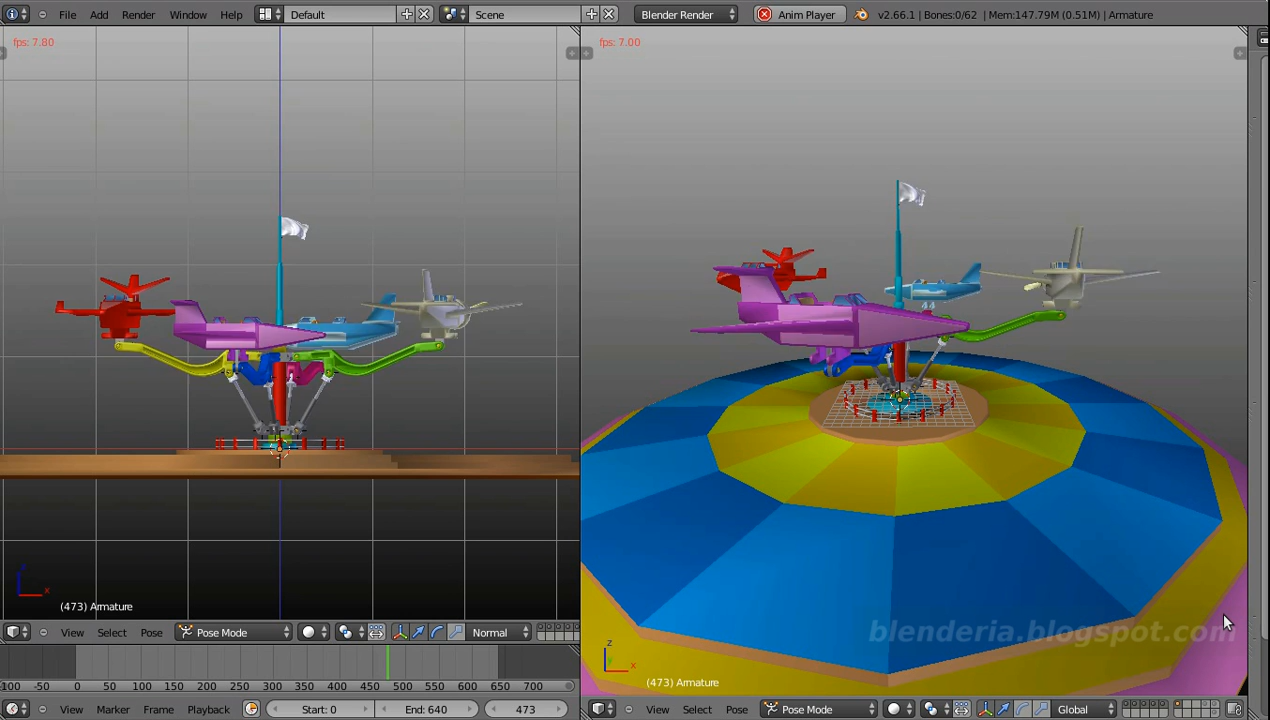 File Add Render Window Help Default Scene Blender Render Anim Player v2.66.1 | Bones:0/62 | Mem:147.79M (0.51M) | Armature
fps: 7.80
fps: 7.00
x
(473) Armature
View Select Pose Pose Mode Normal
blenderia.blogspot.com
z
y
x
(473) Armature
-50 0 50 100 150 200 250 300 350 400 450 500 550 600 650 700
View Marker Frame Playback Start: 0 End: 640 473
View Select Pose Pose Mode Global